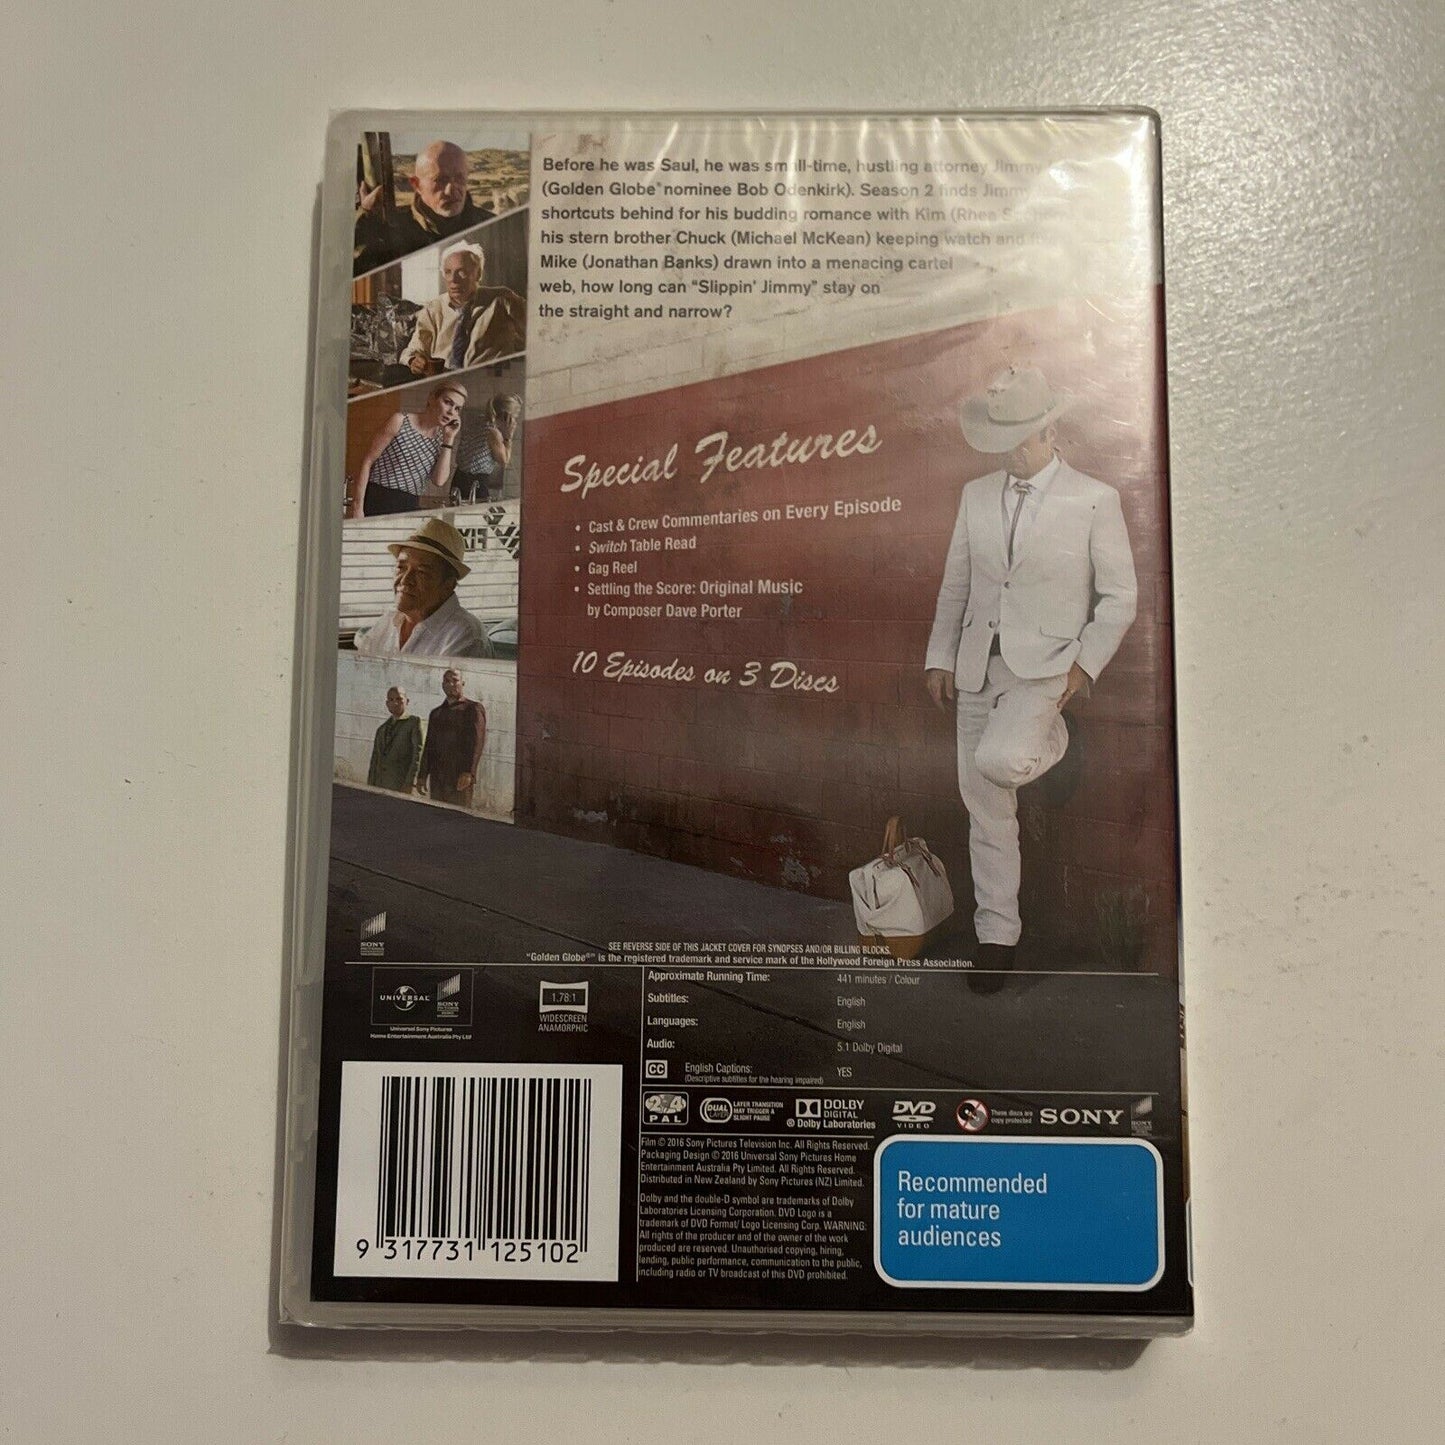 Before he was Saul, he was small-time, hustling attorney Jimmy
(Golden Globe® nominee Bob Odenkirk). Season 2 finds Jimmy
shortcuts behind for his budding romance with Kim (Rhea
his stern brother Chuck (Michael McKean) keeping watch and
Mike (Jonathan Banks) drawn into a menacing cartel
web, how long can “Slippin' Jimmy” stay on
the straight and narrow?
Special Features
• Cast & Crew Commentaries on Every Episode
• Switch Table Read
• Gag Reel
• Settling the Score: Original Music
by Composer Dave Porter
10 Episodes on 3 Discs
SONY
SEE REVERSE SIDE OF THIS JACKET COVER FOR SYNOPSES AND/OR BILLING BLOCKS.
"Golden Globe®" is the registered trademark and service mark of the Hollywood Foreign Press Association.
UNIVERSAL
SONY
Universal Sony Pictures
Home Entertainment Australia Pty Ltd
1.78:1
WIDESCREEN
ANAMORPHIC
Approximate Running Time: 441 minutes / Colour
Subtitles: English
Languages: English
Audio: 5.1 Dolby Digital
CC English Captions: YES
(Descriptive subtitles for the hearing impaired)
2 4
PAL
DUAL LAYER
LAYER TRANSITION
MAY TRIGGER A
SLIGHT PAUSE
DOLBY
DIGITAL
® Dolby Laboratories
DVD
VIDEO
These discs are
copy protected
SONY
SONY
Film © 2016 Sony Pictures Television Inc. All Rights Reserved.
Packaging Design © 2016 Universal Sony Pictures Home
Entertainment Australia Pty Limited. All Rights Reserved.
Distributed in New Zealand by Sony Pictures (NZ) Limited.
Dolby and the double-D symbol are trademarks of Dolby
Laboratories Licensing Corporation. DVD Logo is a
trademark of DVD Format/ Logo Licensing Corp. WARNING:
All rights of the producer and of the owner of the work
produced are reserved. Unauthorised copying, hiring,
lending, public performance, communication to the public,
including radio or TV broadcast of this DVD prohibited.
Recommended
for mature
audiences
9 317731 125102